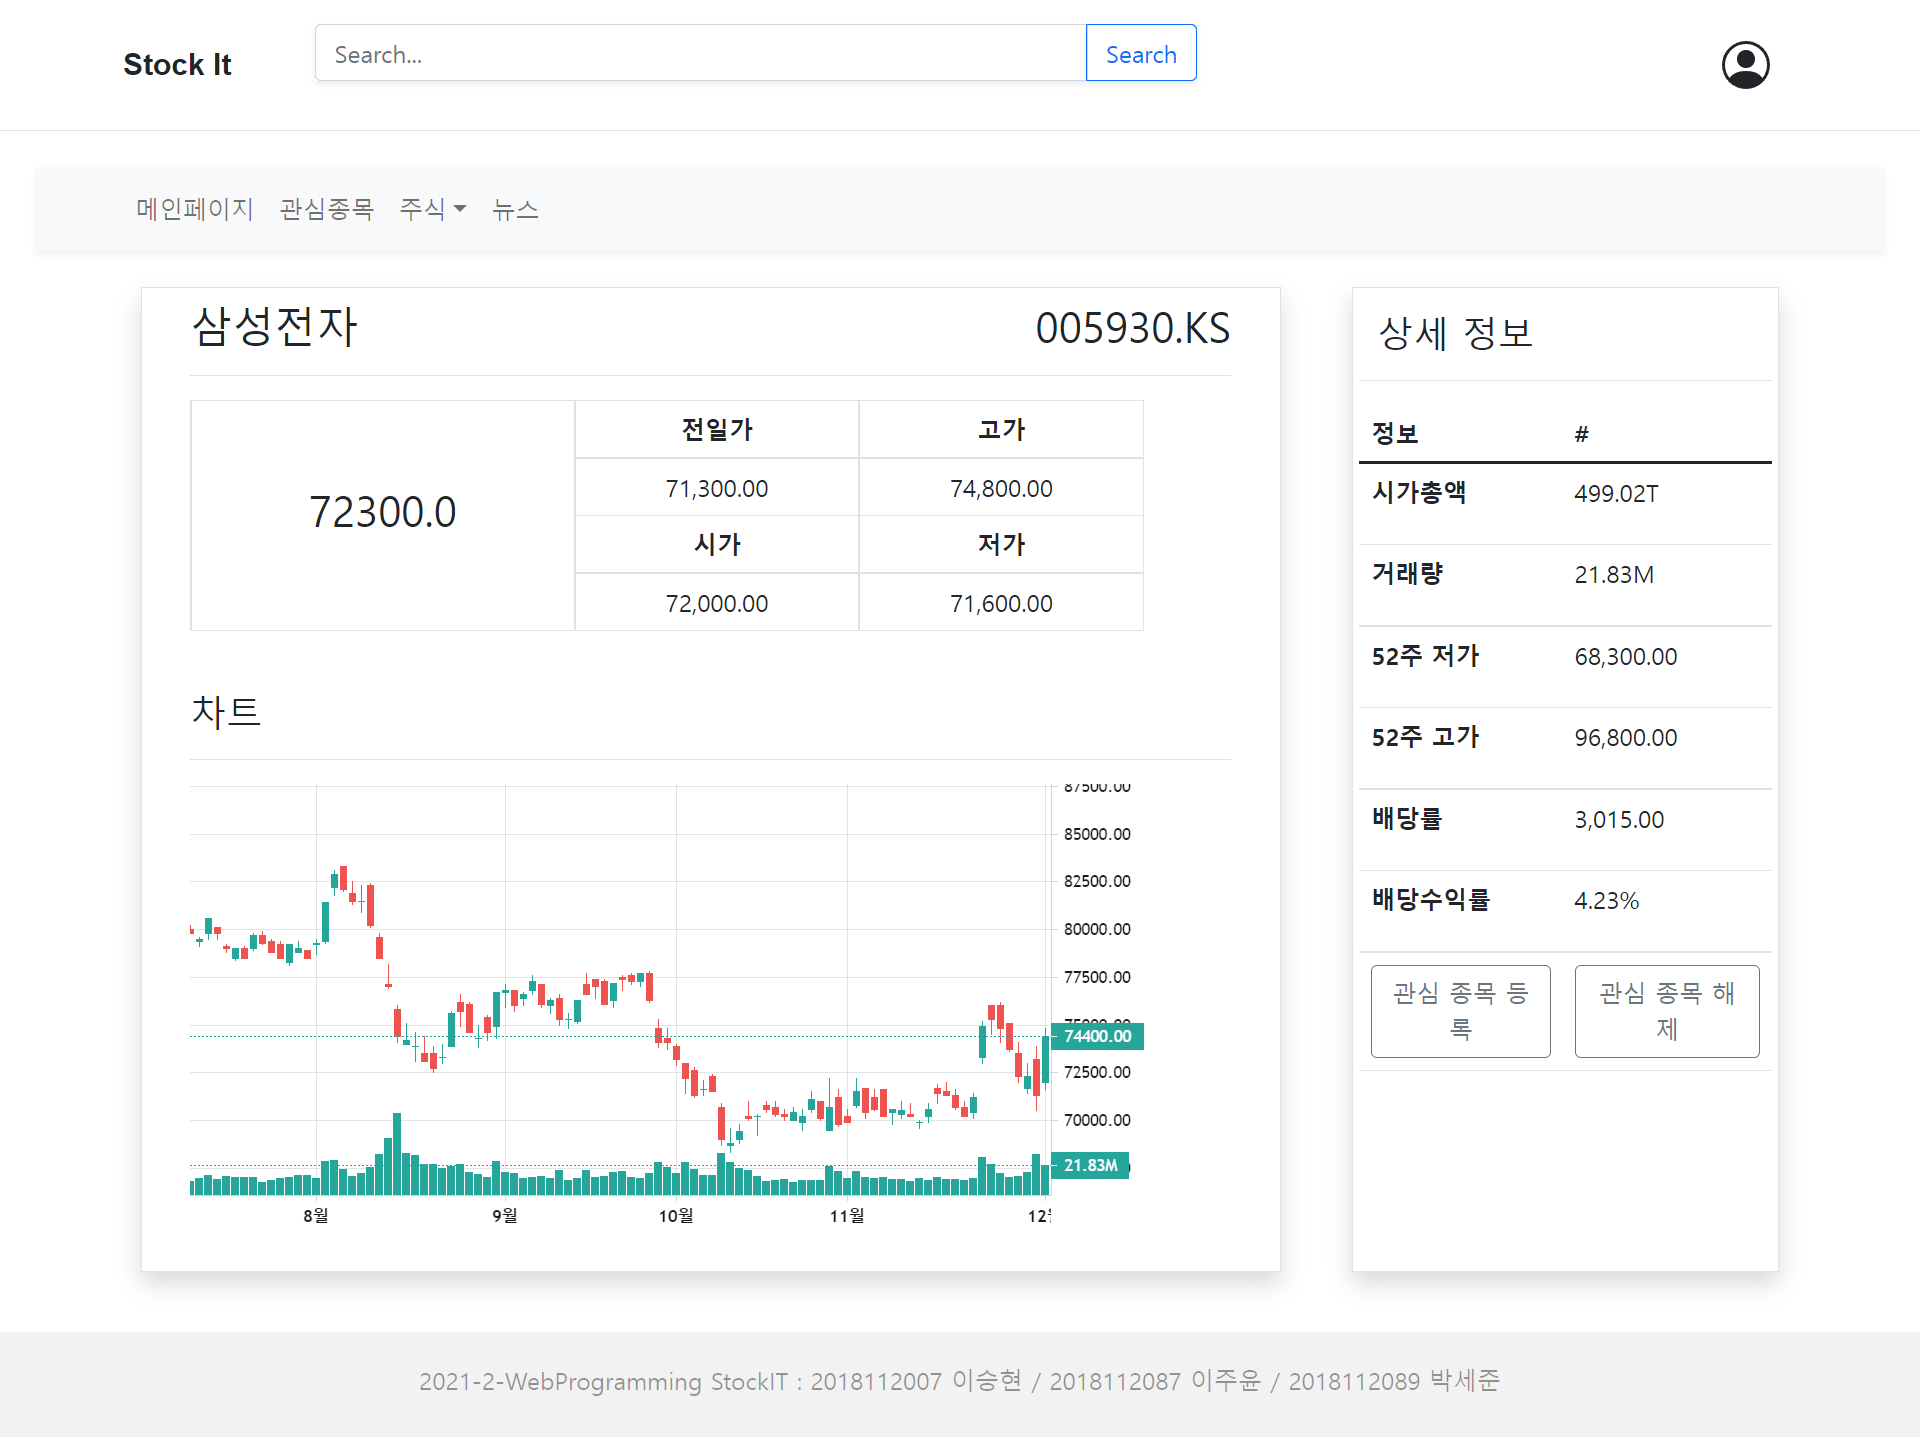 Stock It
Search...
Search
메인페이지 관심종목 주식 뉴스
삼성전자 005930.KS
72300.0
전일가 고가
71,300.00 74,800.00
시가 저가
72,000.00 71,600.00
차트
87500.00
85000.00
82500.00
80000.00
77500.00
75000.00
74400.00
72500.00
70000.00
21.83M
8월 9월 10월 11월 12월
상세 정보
정보 #
시가총액 499.02T
거래량 21.83M
52주 저가 68,300.00
52주 고가 96,800.00
배당률 3,015.00
배당수익률 4.23%
관심 종목 등
록
관심 종목 해
제
2021-2-WebProgramming StockIT : 2018112007 이승현 / 2018112087 이주윤 / 2018112089 박세준